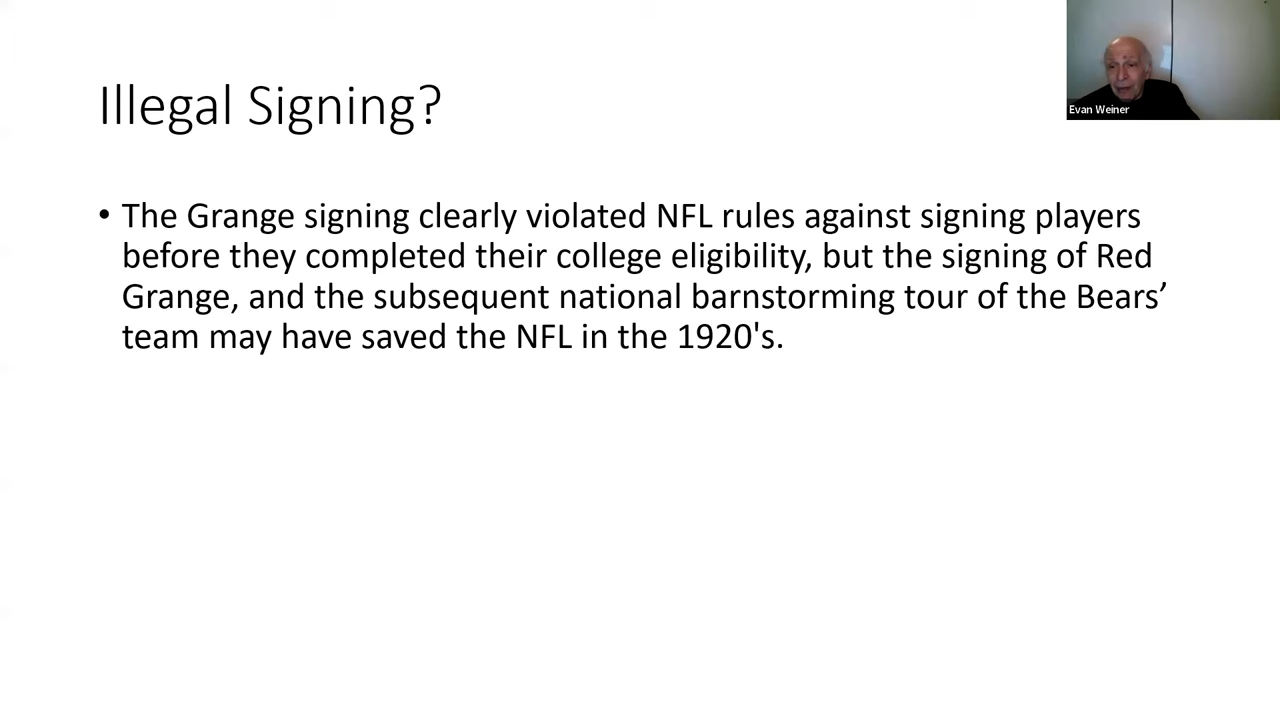 Illegal Signing?
• The Grange signing clearly violated NFL rules against signing players
before they completed their college eligibility, but the signing of Red
Grange, and the subsequent national barnstorming tour of the Bears’
team may have saved the NFL in the 1920's.
Evan Weiner